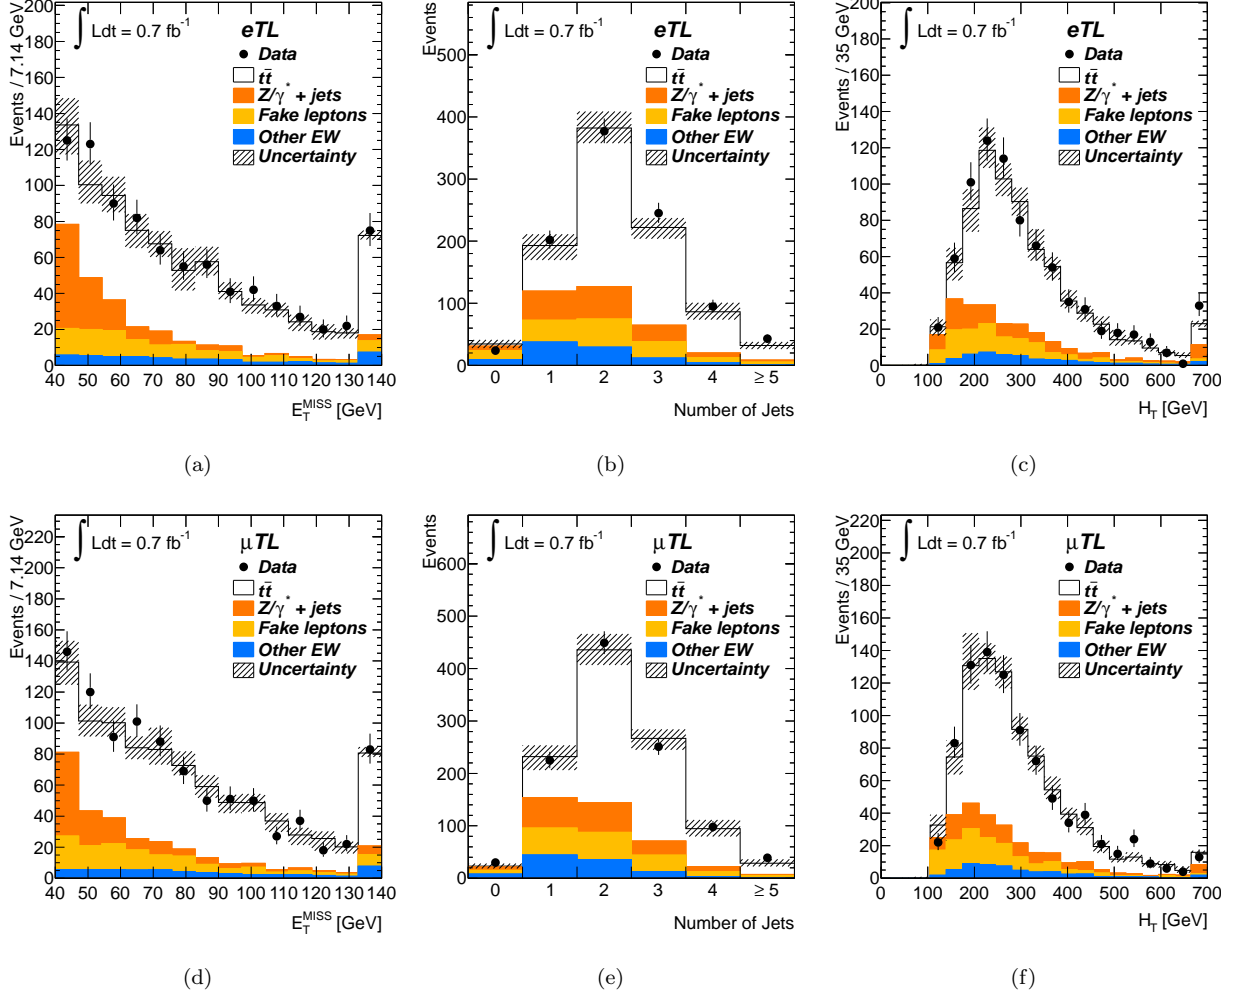 Events / 7.14 GeV
200
180
160
140
120
100
80
60
40
20
0
∫ Ldt = 0.7 fb⁻¹
eTL
Data
tt̄
Z/γ* + jets
Fake leptons
Other EW
Uncertainty
40 50 60 70 80 90 100 110 120 130 140
E_T^MISS [GeV]
(a)
Events
500
400
300
200
100
0
∫ Ldt = 0.7 fb⁻¹
eTL
Data
tt̄
Z/γ* + jets
Fake leptons
Other EW
Uncertainty
0 1 2 3 4 ≥ 5
Number of Jets
(b)
Events / 35 GeV
200
180
160
140
120
100
80
60
40
20
0
∫ Ldt = 0.7 fb⁻¹
eTL
Data
tt̄
Z/γ* + jets
Fake leptons
Other EW
Uncertainty
0 100 200 300 400 500 600 700
H_T [GeV]
(c)
Events / 7.14 GeV
220
200
180
160
140
120
100
80
60
40
20
0
∫ Ldt = 0.7 fb⁻¹
μTL
Data
tt̄
Z/γ* + jets
Fake leptons
Other EW
Uncertainty
40 50 60 70 80 90 100 110 120 130 140
E_T^MISS [GeV]
(d)
Events
600
500
400
300
200
100
0
∫ Ldt = 0.7 fb⁻¹
μTL
Data
tt̄
Z/γ* + jets
Fake leptons
Other EW
Uncertainty
0 1 2 3 4 ≥ 5
Number of Jets
(e)
Events / 35 GeV
220
200
180
160
140
120
100
80
60
40
20
0
∫ Ldt = 0.7 fb⁻¹
μTL
Data
tt̄
Z/γ* + jets
Fake leptons
Other EW
Uncertainty
0 100 200 300 400 500 600 700
H_T [GeV]
(f)